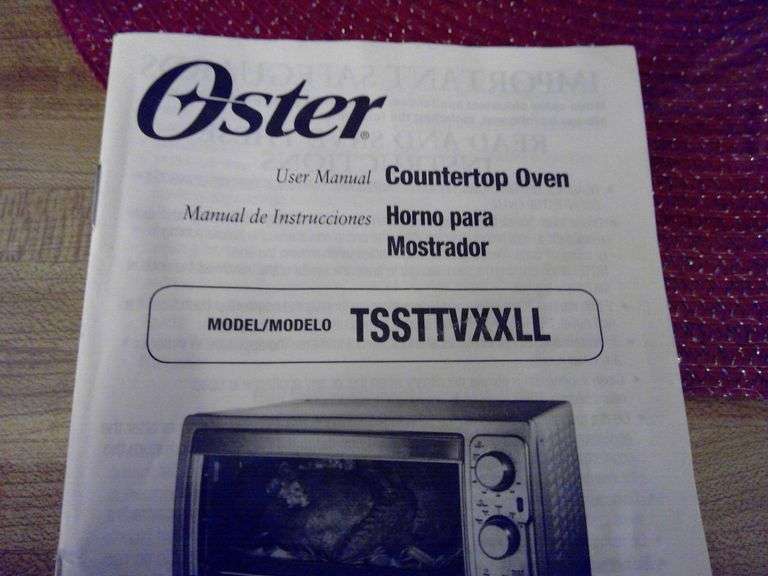 Oster®
User Manual Countertop Oven
Manual de Instrucciones Horno para
Mostrador
MODEL/MODELO TSSTTVXXLL